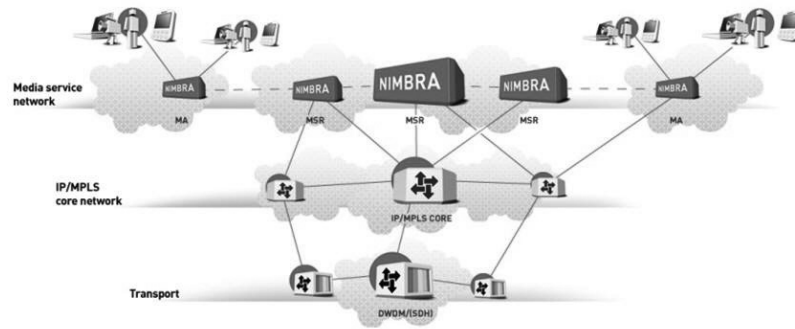 NIMBRA
NIMBRA
NIMBRA
NIMBRA
NIMBRA
Media service
network
MA
MSR
MSR
MSR
MA
IP/MPLS
core network
IP/MPLS CORE
Transport
DWDM/(SDH)